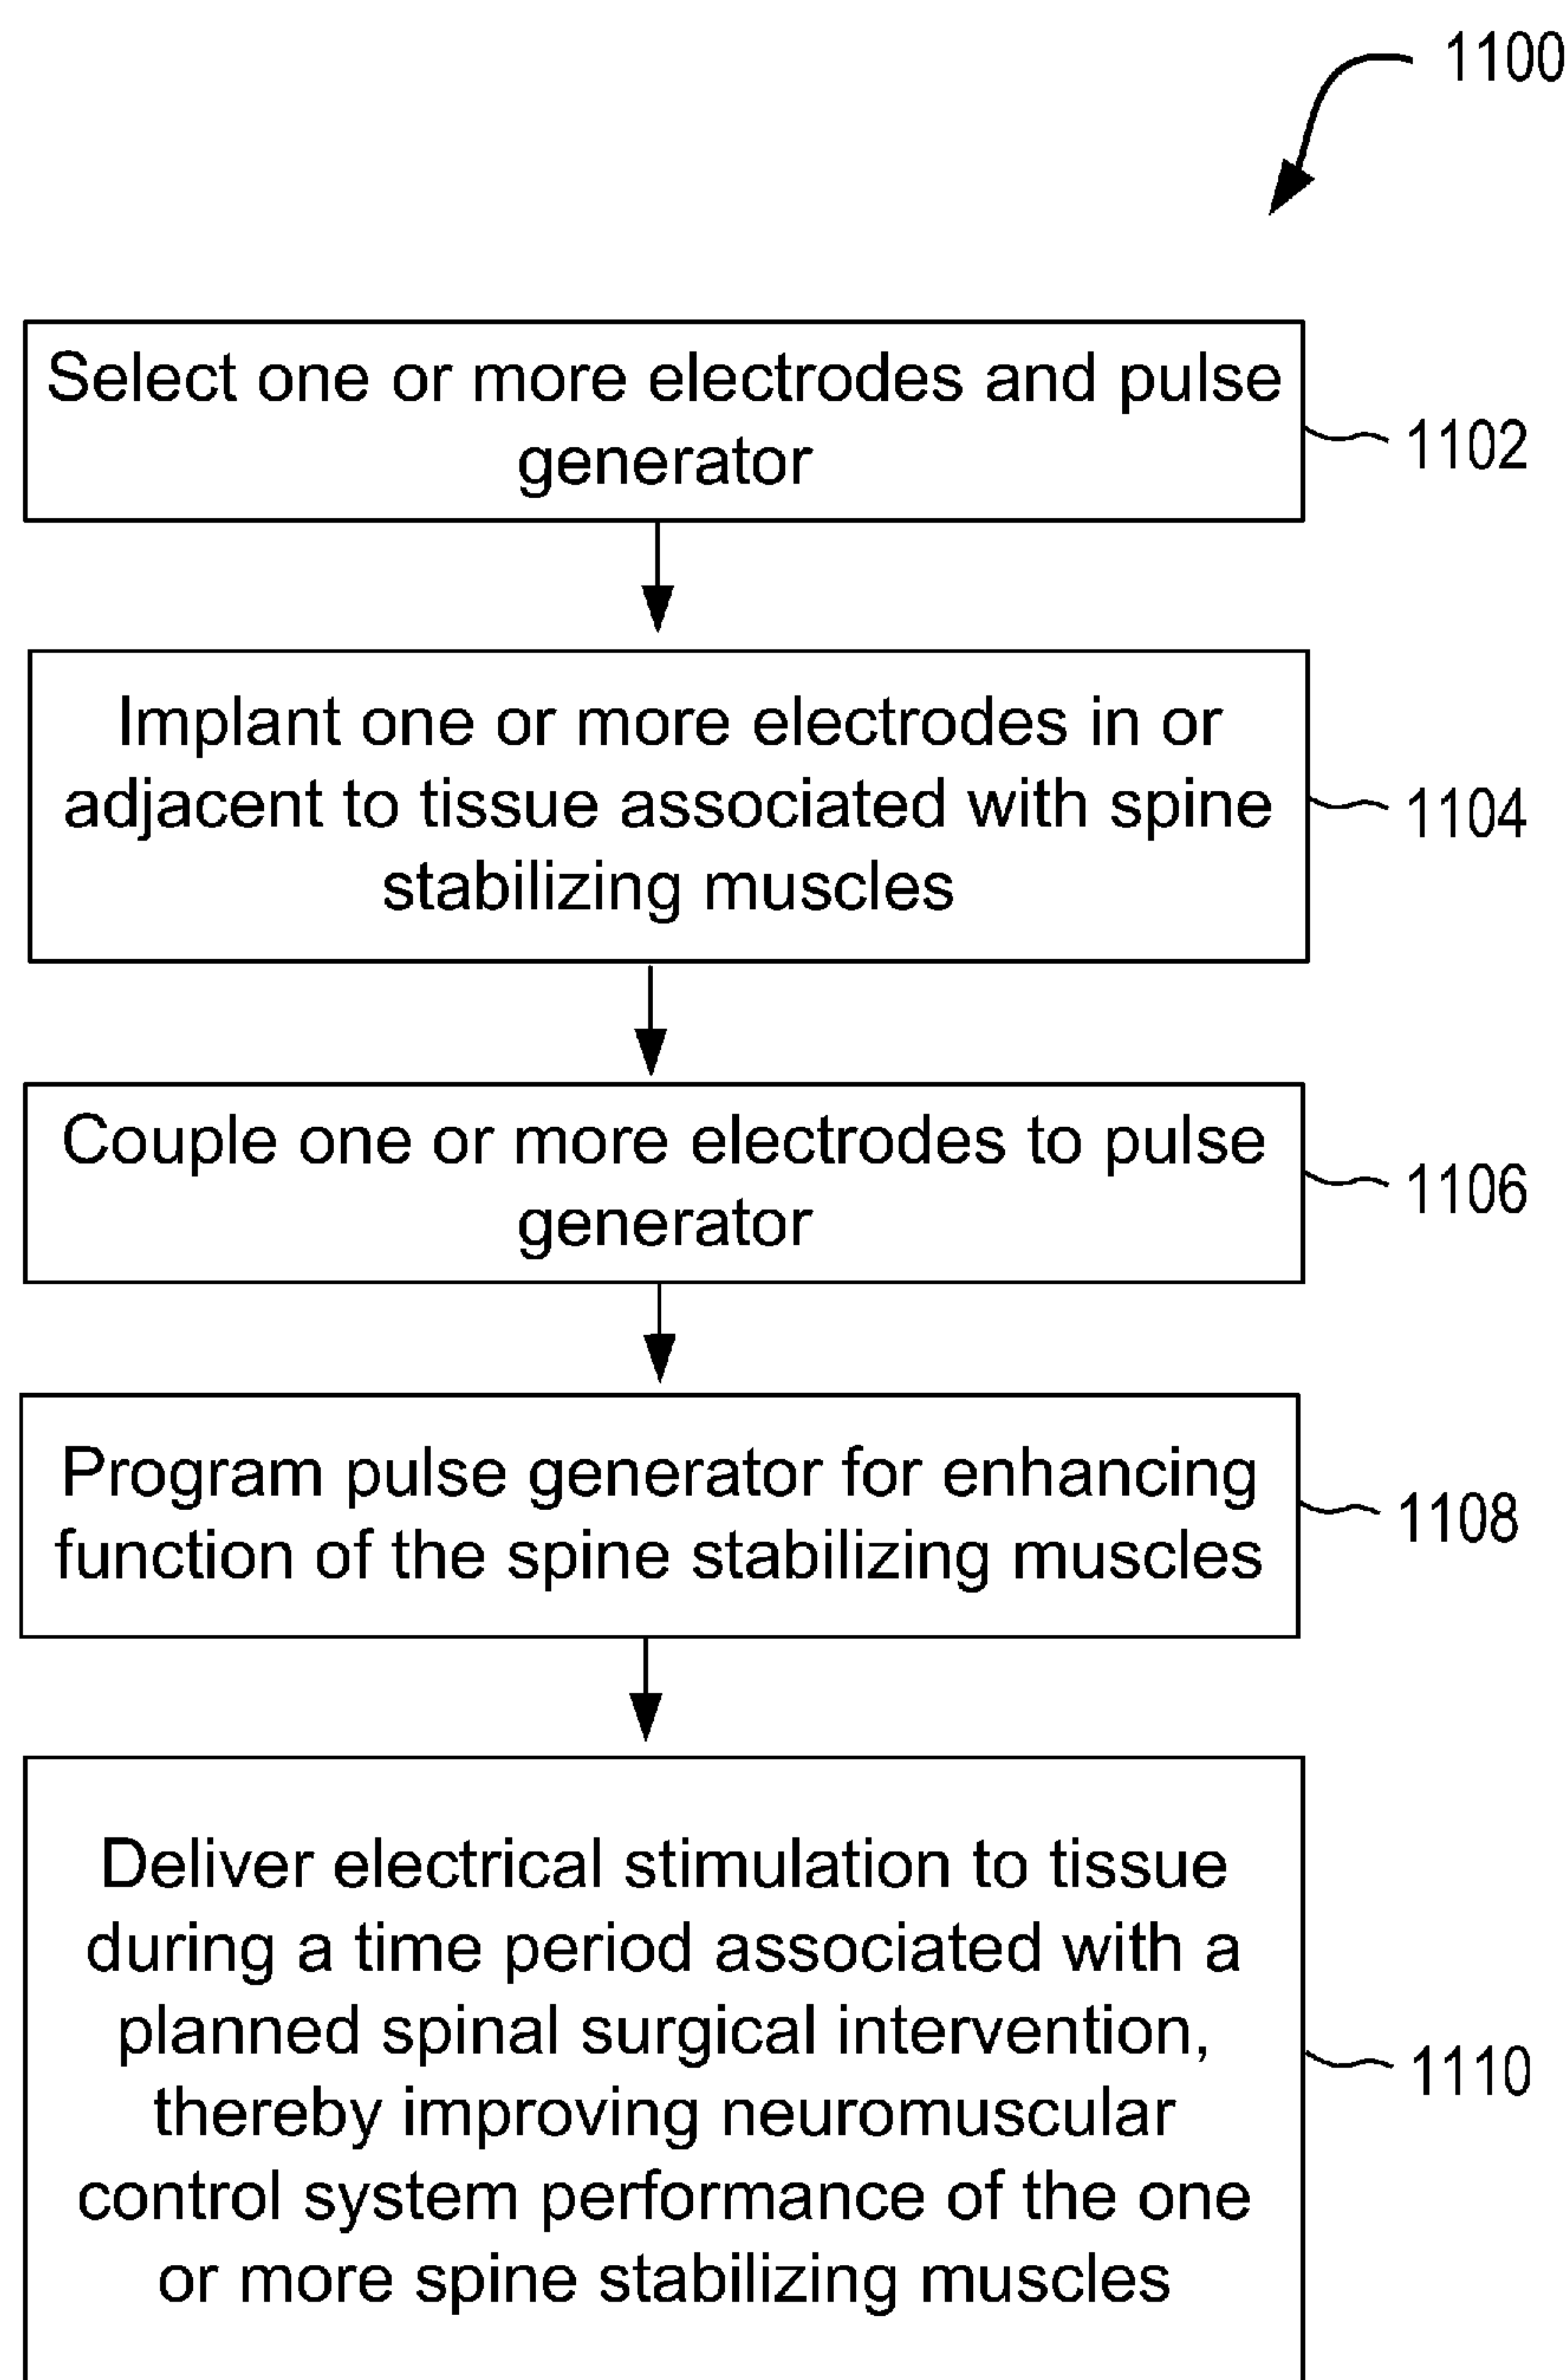 1100
Select one or more electrodes and pulse
generator
1102
Implant one or more electrodes in or
adjacent to tissue associated with spine
stabilizing muscles
1104
Couple one or more electrodes to pulse
generator
1106
Program pulse generator for enhancing
function of the spine stabilizing muscles
1108
Deliver electrical stimulation to tissue
during a time period associated with a
planned spinal surgical intervention,
thereby improving neuromuscular
control system performance of the one
or more spine stabilizing muscles
1110